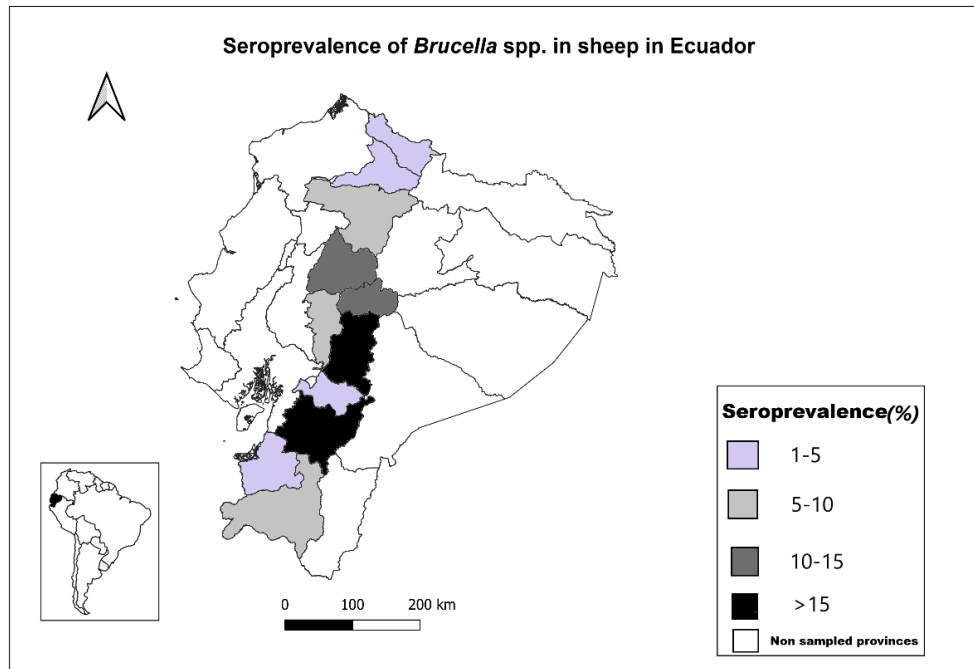 Seroprevalence of Brucella spp. in sheep in Ecuador
Seroprevalence(%)
1-5
5-10
10-15
>15
Non sampled provinces
0 100 200 km